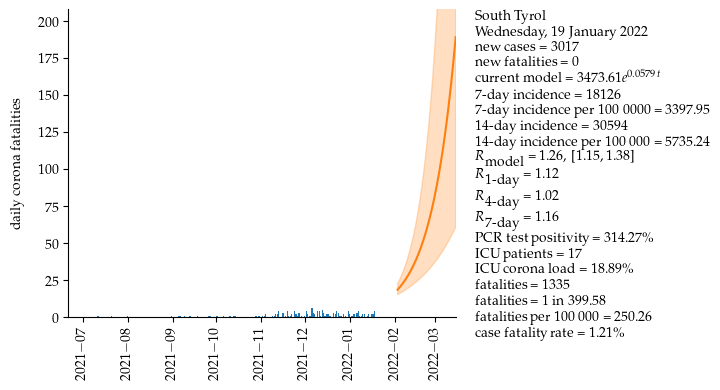 200
175
150
125
100
75
50
25
0
daily corona fatalities
2021−07
2021−08
2021−09
2021−10
2021−11
2021−12
2022−01
2022−02
2022−03
South Tyrol
Wednesday, 19 January 2022
new cases = 3017
new fatalities = 0
current model = 3473.61e^0.0579 t
7-day incidence = 18126
7-day incidence per 100 0000 = 3397.95
14-day incidence = 30594
14-day incidence per 100 000 = 5735.24
R_model = 1.26, [1.15, 1.38]
R_1-day = 1.12
R_4-day = 1.02
R_7-day = 1.16
PCR test positivity = 314.27%
ICU patients = 17
ICU corona load = 18.89%
fatalities = 1335
fatalities = 1 in 399.58
fatalities per 100 000 = 250.26
case fatality rate = 1.21%